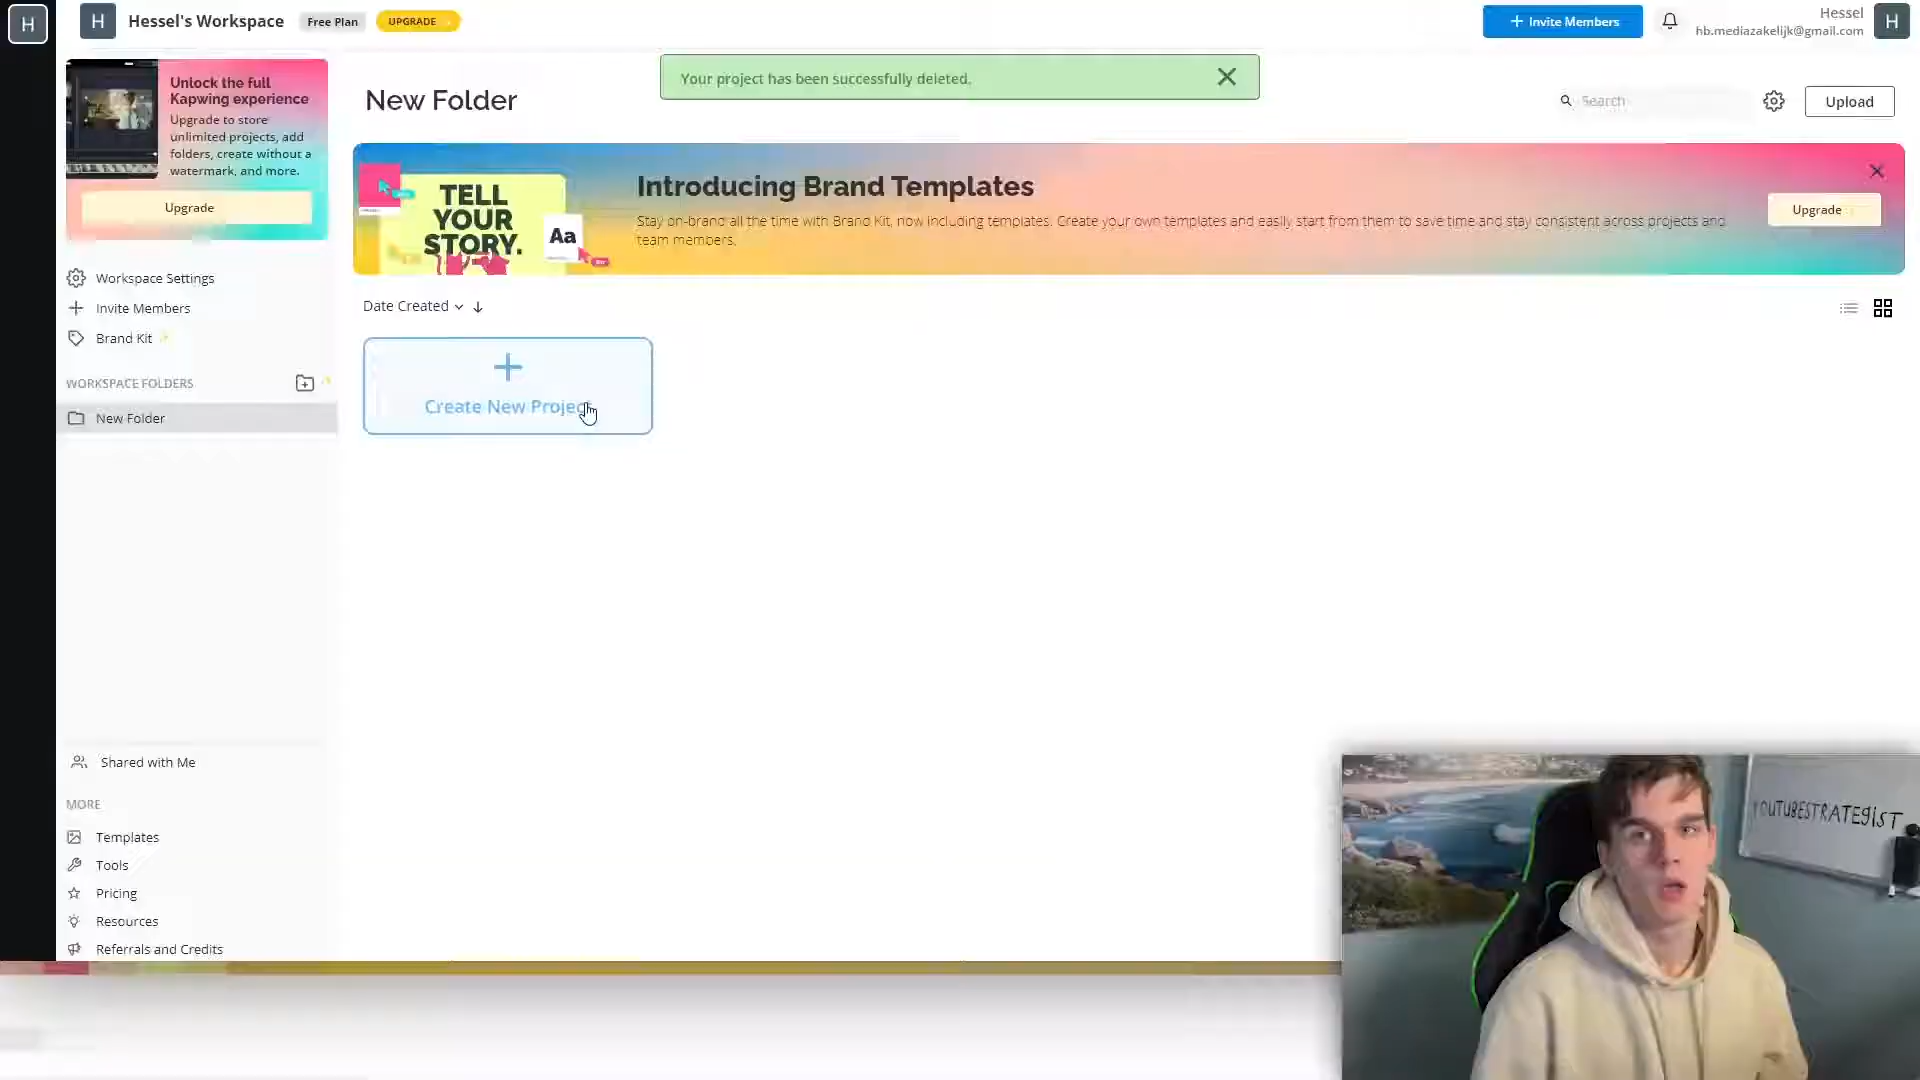 H
H
Hessel's Workspace
Free Plan
UPGRADE
Invite Members
Hessel
hb.mediazakelijk@gmail.com
H
Unlock the full
Kapwing experience
Upgrade to store
unlimited projects, add
folders, create without a
watermark, and more.
Upgrade
Workspace Settings
Invite Members
Brand Kit
WORKSPACE FOLDERS
New Folder
Shared with Me
MORE
Templates
Tools
Pricing
Resources
Referrals and Credits
Your project has been successfully deleted.
New Folder
Search
Upload
TELL
YOUR
STORY.
Aa
Introducing Brand Templates
Stay on-brand all the time with Brand Kit, now including templates. Create your own templates and easily start from them to save time and stay consistent across projects and
team members.
Upgrade
Date Created
Create New Project
YOUTUBESTRATEGIST